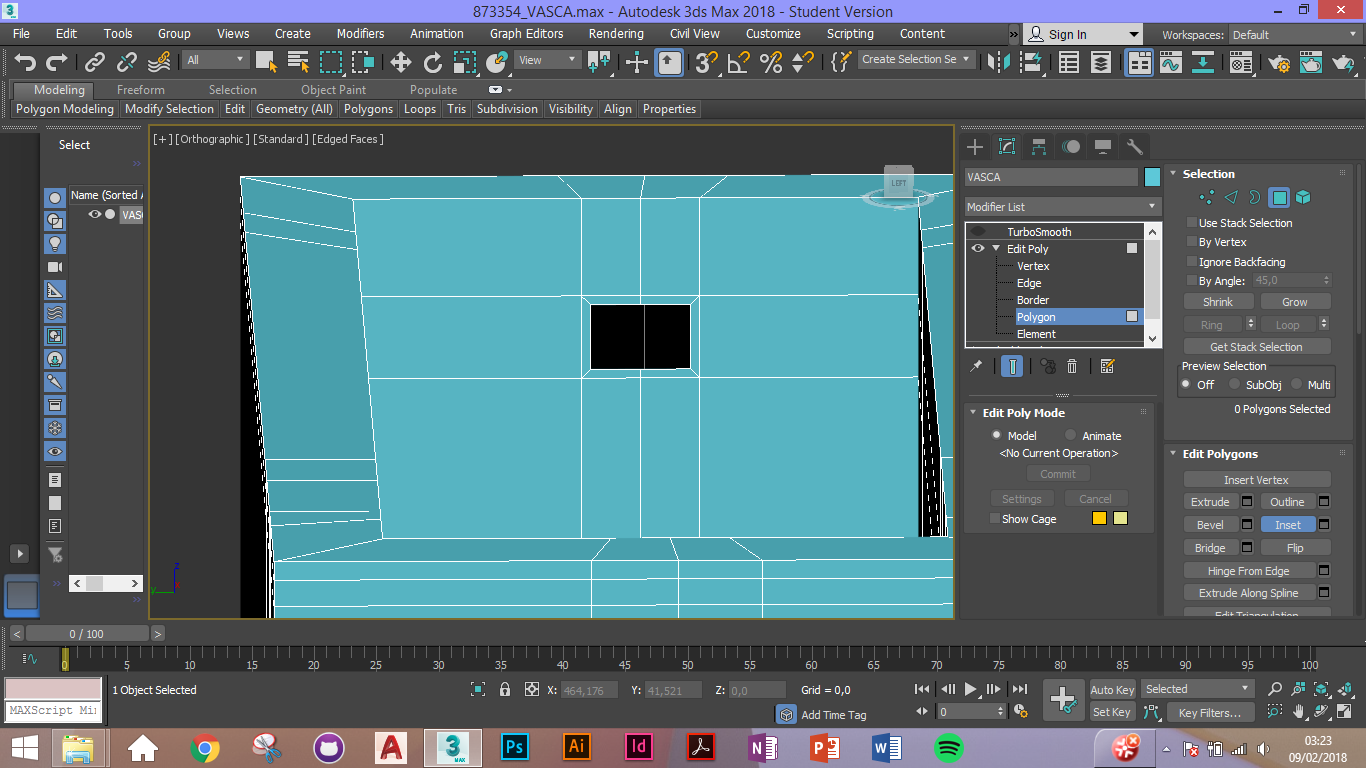 873354_VASCA.max - Autodesk 3ds Max 2018 - Student Version
File Edit Tools Group Views Create Modifiers Animation Graph Editors Rendering Civil View Customize Scripting Content » Sign In Workspaces: Default
All View Create Selection Se
Modeling Freeform Selection Object Paint Populate
Polygon Modeling Modify Selection Edit Geometry (All) Polygons Loops Tris Subdivision Visibility Align Properties
Select
Name (Sorted A
VASC
[+] [Orthographic] [Standard] [Edged Faces]
LEFT
z
y
VASCA
Modifier List
TurboSmooth
Edit Poly
Vertex
Edge
Border
Polygon
Element
Edit Poly Mode
Model Animate
<No Current Operation>
Commit
Settings Cancel
Show Cage
Selection
Use Stack Selection
By Vertex
Ignore Backfacing
By Angle: 45,0
Shrink Grow
Ring Loop
Get Stack Selection
Preview Selection
Off SubObj Multi
0 Polygons Selected
Edit Polygons
Insert Vertex
Extrude Outline
Bevel Inset
Bridge Flip
Hinge From Edge
Extrude Along Spline
Edit Triangulation
< 0 / 100 >
0 5 10 15 20 25 30 35 40 45 50 55 60 65 70 75 80 85 90 95 100
1 Object Selected X: 464,176 Y: 41,521 Z: 0,0 Grid = 0,0 Auto Key Selected
MAXScript Mi Add Time Tag 0 Set Key Key Filters...
3 MAX Ps Ai Id N P W
03:23
09/02/2018